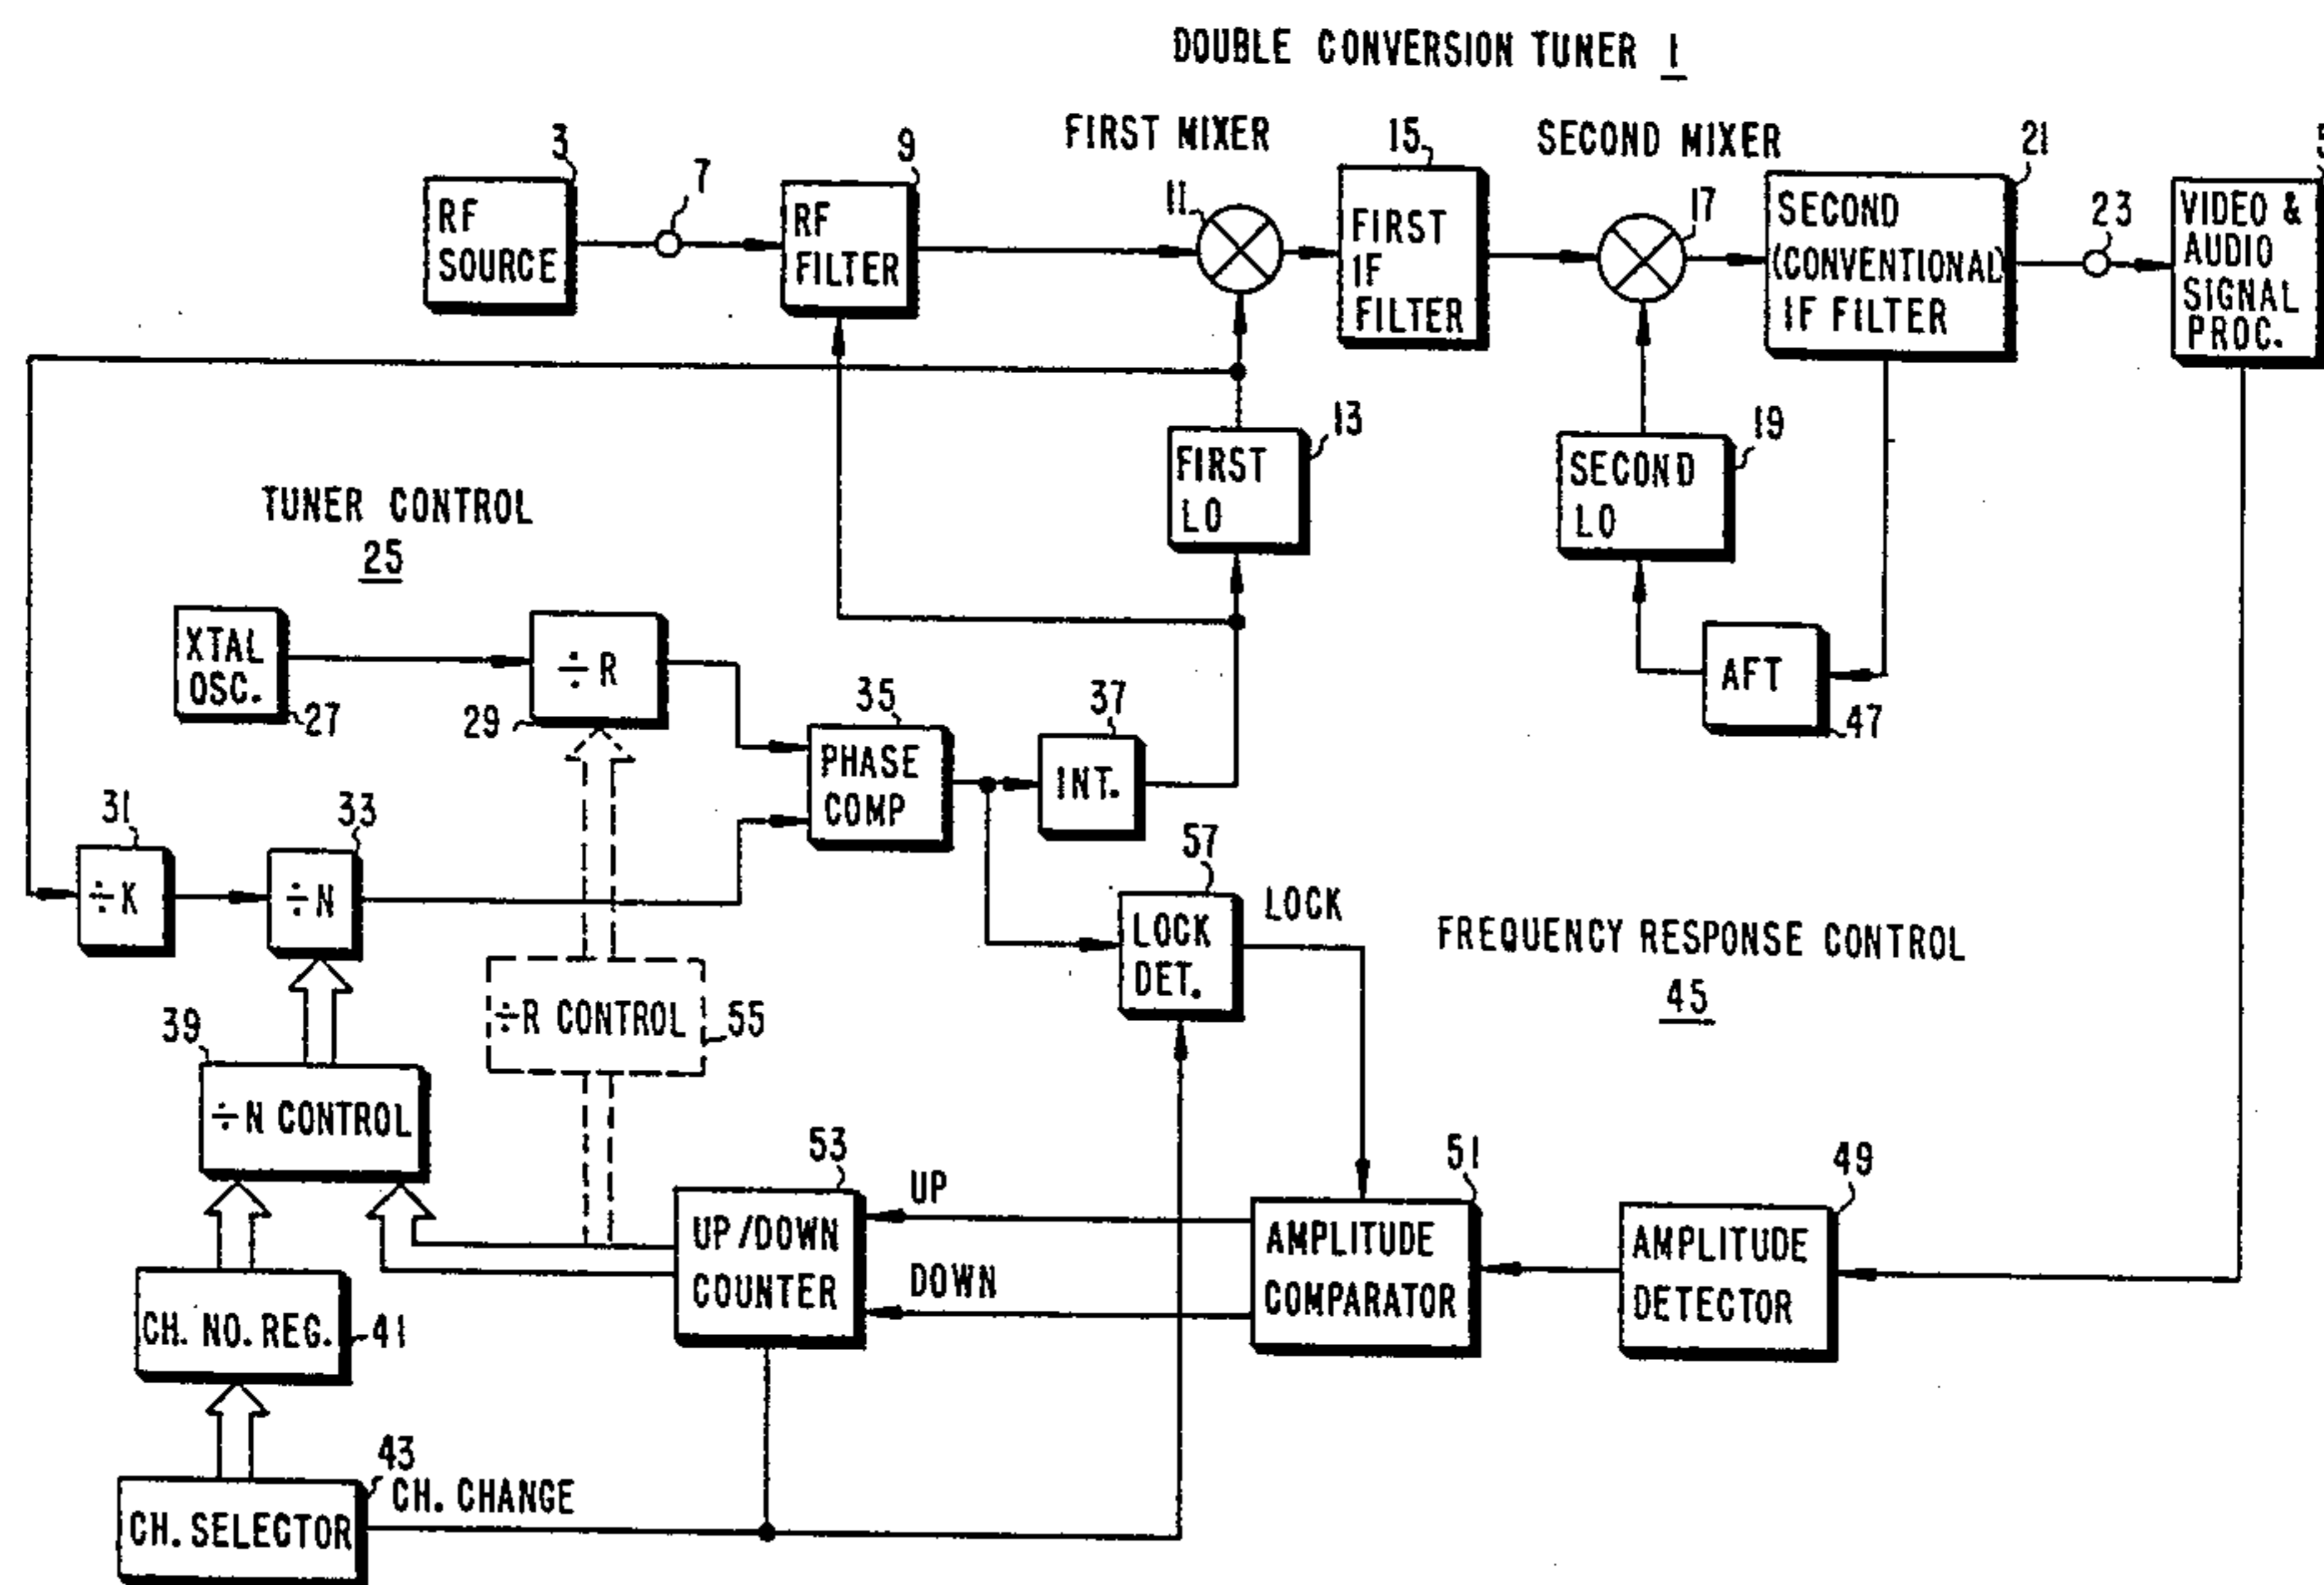 DOUBLE CONVERSION TUNER 1
3
7
9
FIRST MIXER
15
SECOND MIXER
21
5
RF
SOURCE
RF
FILTER
11
FIRST
IF
FILTER
17
SECOND
(CONVENTIONAL)
IF FILTER
23
VIDEO &
AUDIO
SIGNAL
PROC.
13
FIRST
LO
19
SECOND
LO
TUNER CONTROL
25
XTAL
OSC.
27
÷R
29
35
PHASE
COMP
37
INT.
AFT
47
31
÷K
33
÷N
57
LOCK
DET.
LOCK
FREQUENCY RESPONSE CONTROL
45
÷R CONTROL
55
39
÷N CONTROL
53
UP/DOWN
COUNTER
UP
DOWN
51
AMPLITUDE
COMPARATOR
49
AMPLITUDE
DETECTOR
CH. NO. REG.
41
43
CH. CHANGE
CH. SELECTOR